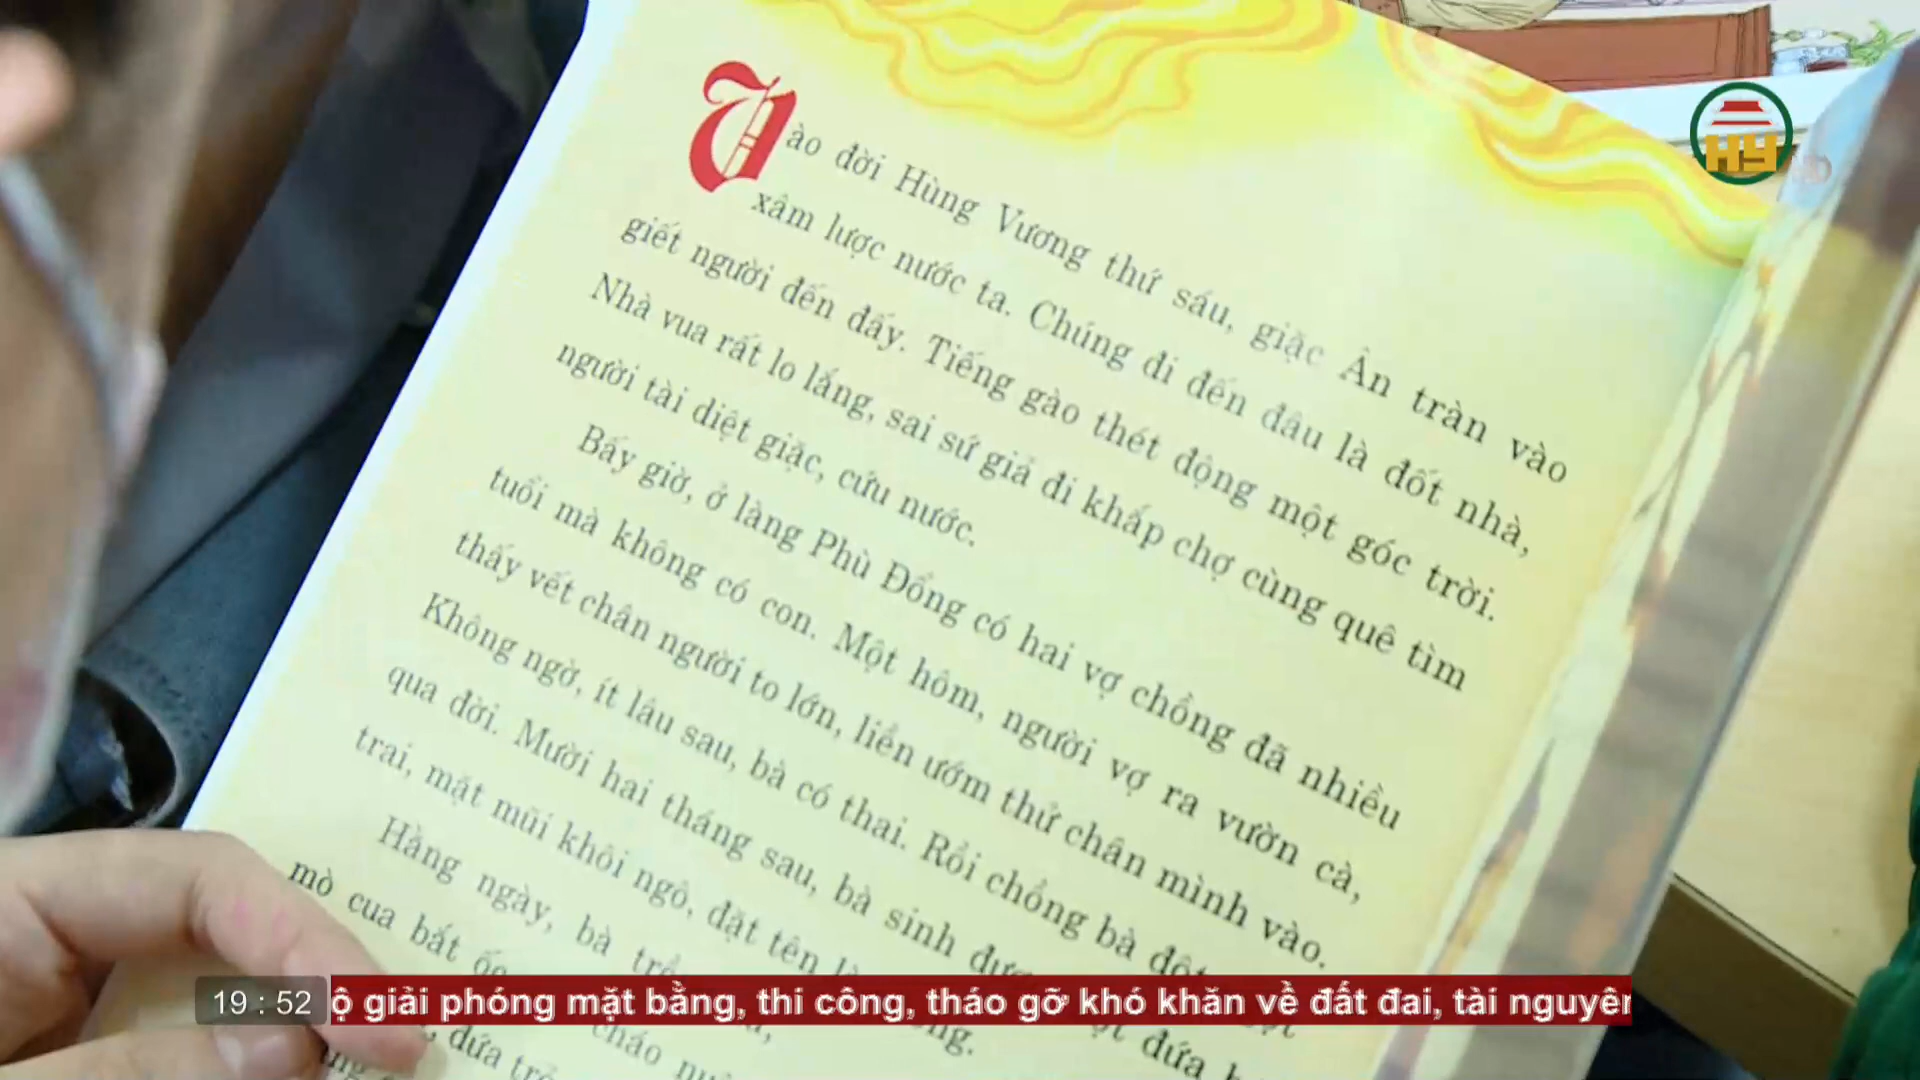 Vào đời Hùng Vương thứ sáu, giặc Ân tràn vào
xâm lược nước ta. Chúng đi đến đâu là đốt nhà,
giết người đến đấy. Tiếng gào thét động một góc trời.
Nhà vua rất lo lắng, sai sứ giả đi khắp chợ cùng quê tìm
người tài diệt giặc, cứu nước.
Bấy giờ, ở làng Phù Đổng có hai vợ chồng đã nhiều
tuổi mà không có con. Một hôm, người vợ ra vườn cà,
thấy vết chân người to lớn, liền ướm thử chân mình vào.
Không ngờ, ít lâu sau, bà có thai. Rồi chồng bà
qua đời. Mười hai tháng sau, bà sinh đứa
trai, mặt mũi khôi ngô, đặt tên
Hằng ngày, bà
mò cua bắt
cháo
đứa
HY
19 : 52
ộ giải phóng mặt bằng, thi công, tháo gỡ khó khăn về đất đai, tài nguyên